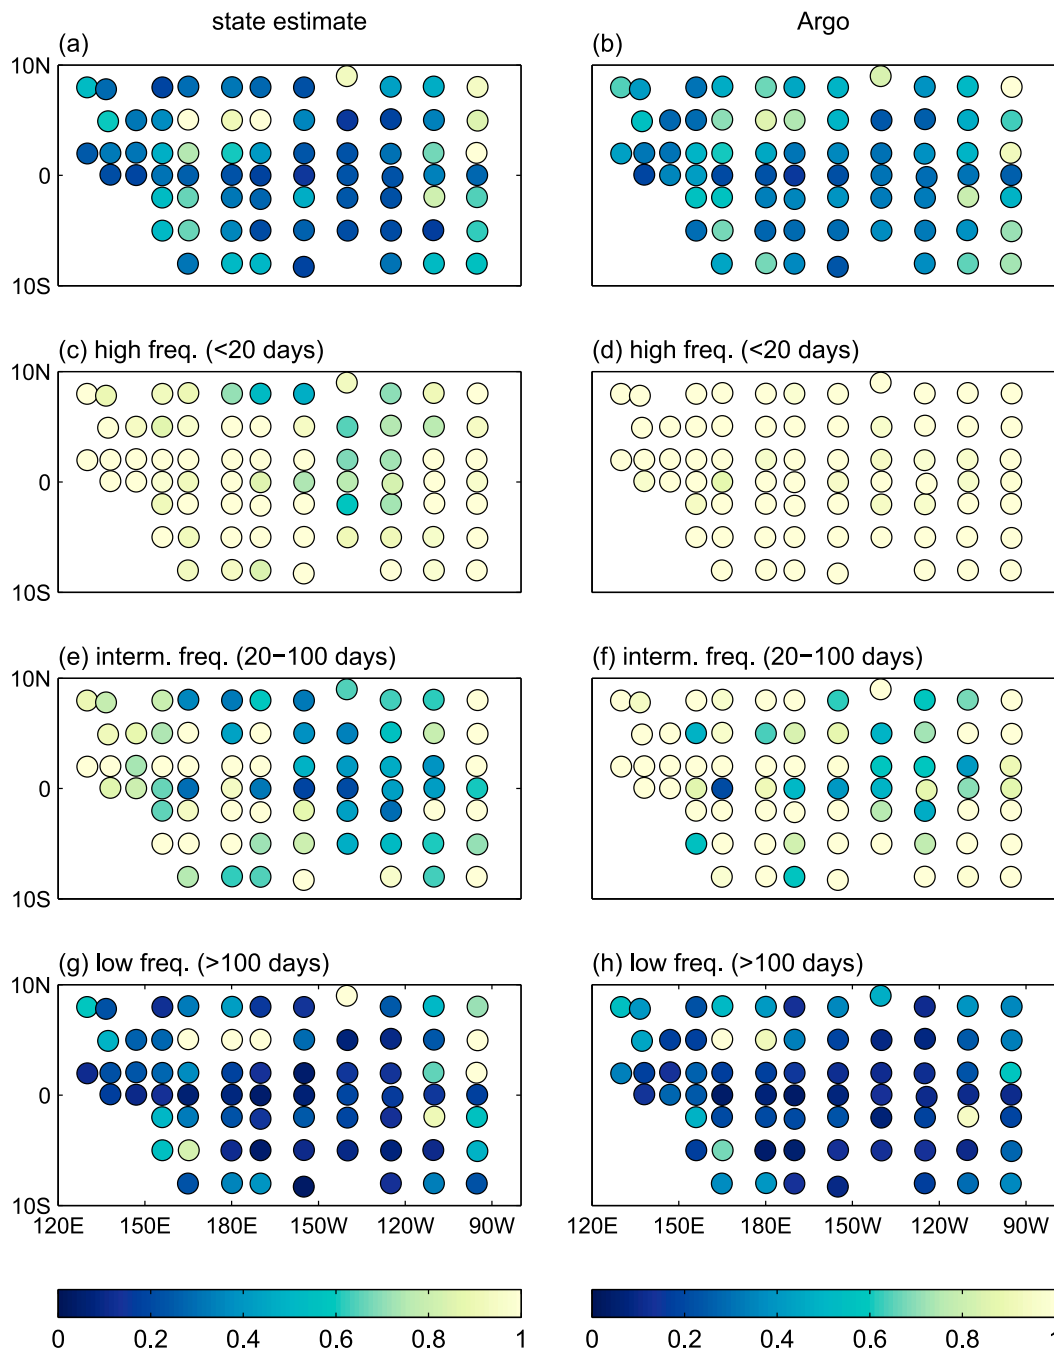 state estimate
Argo
(a)
(b)
10N
0
10S
(c) high freq. (<20 days)
(d) high freq. (<20 days)
10N
0
10S
(e) interm. freq. (20−100 days)
(f) interm. freq. (20−100 days)
10N
0
10S
(g) low freq. (>100 days)
(h) low freq. (>100 days)
10N
0
10S
120E 150E 180E 150W 120W 90W
120E 150E 180E 150W 120W 90W
0 0.2 0.4 0.6 0.8 1
0 0.2 0.4 0.6 0.8 1